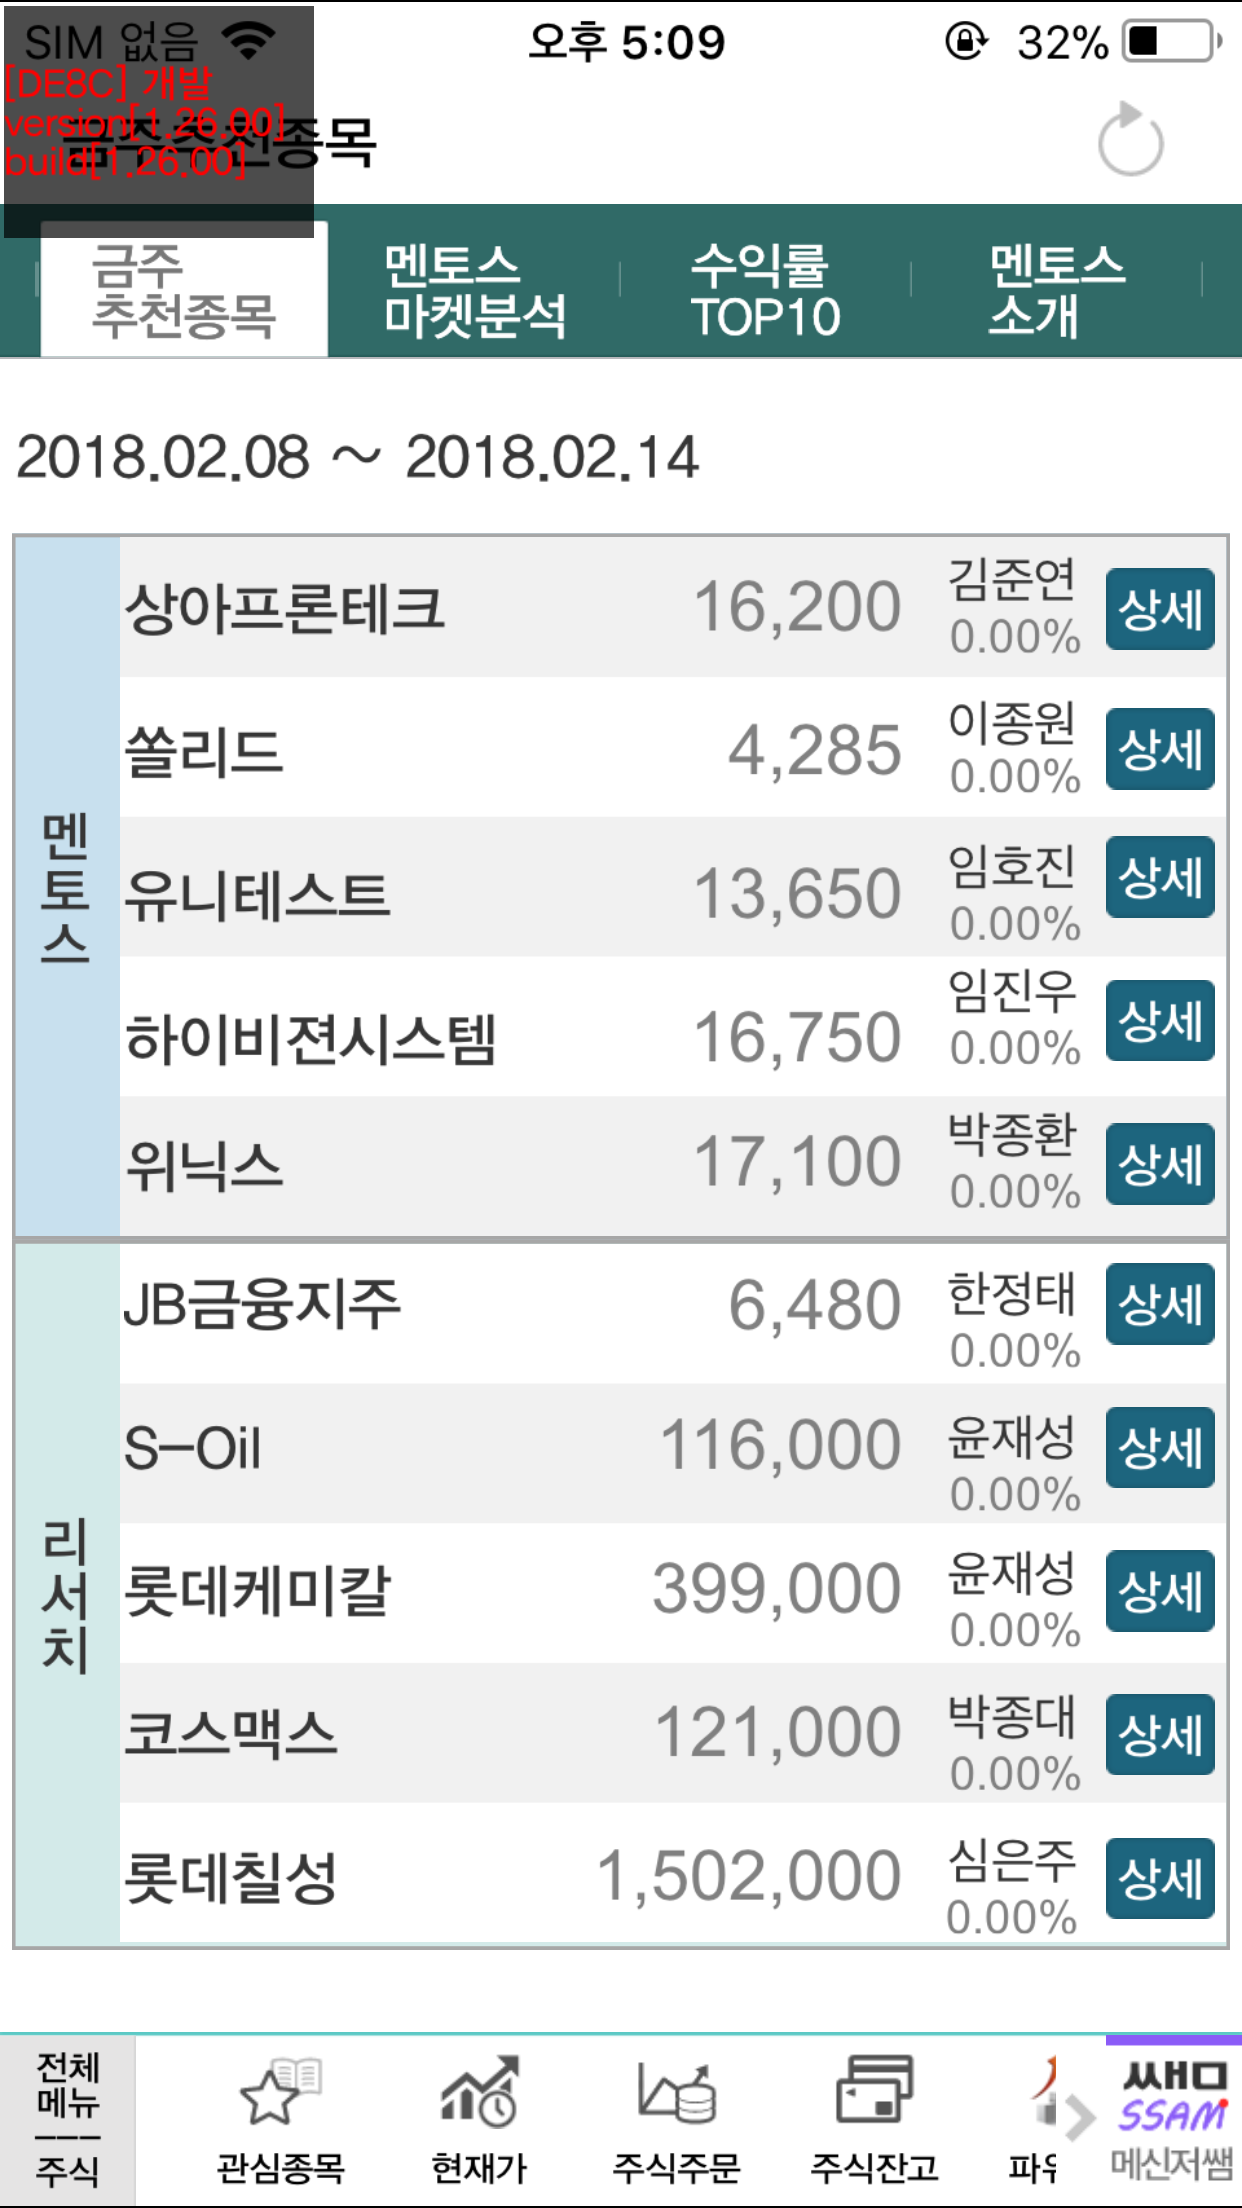 SIM 없음 오후 5:09 32%
[DE8C] 개발
version[1.26.00]
build[1.26.00]
금주추천종목
금주
추천종목
멘토스
마켓분석
수익률
TOP10
멘토스
소개
2018.02.08 ~ 2018.02.14
멘토스
상아프론테크 16,200 김준연 0.00% 상세
쏠리드 4,285 이종원 0.00% 상세
유니테스트 13,650 임호진 0.00% 상세
하이비젼시스템 16,750 임진우 0.00% 상세
위닉스 17,100 박종환 0.00% 상세
리서치
JB금융지주 6,480 한정태 0.00% 상세
S-Oil 116,000 윤재성 0.00% 상세
롯데케미칼 399,000 윤재성 0.00% 상세
코스맥스 121,000 박종대 0.00% 상세
롯데칠성 1,502,000 심은주 0.00% 상세
전체
메뉴
주식
관심종목
현재가
주식주문
주식잔고
쌔ㅁ
SSAM
메신저쌤